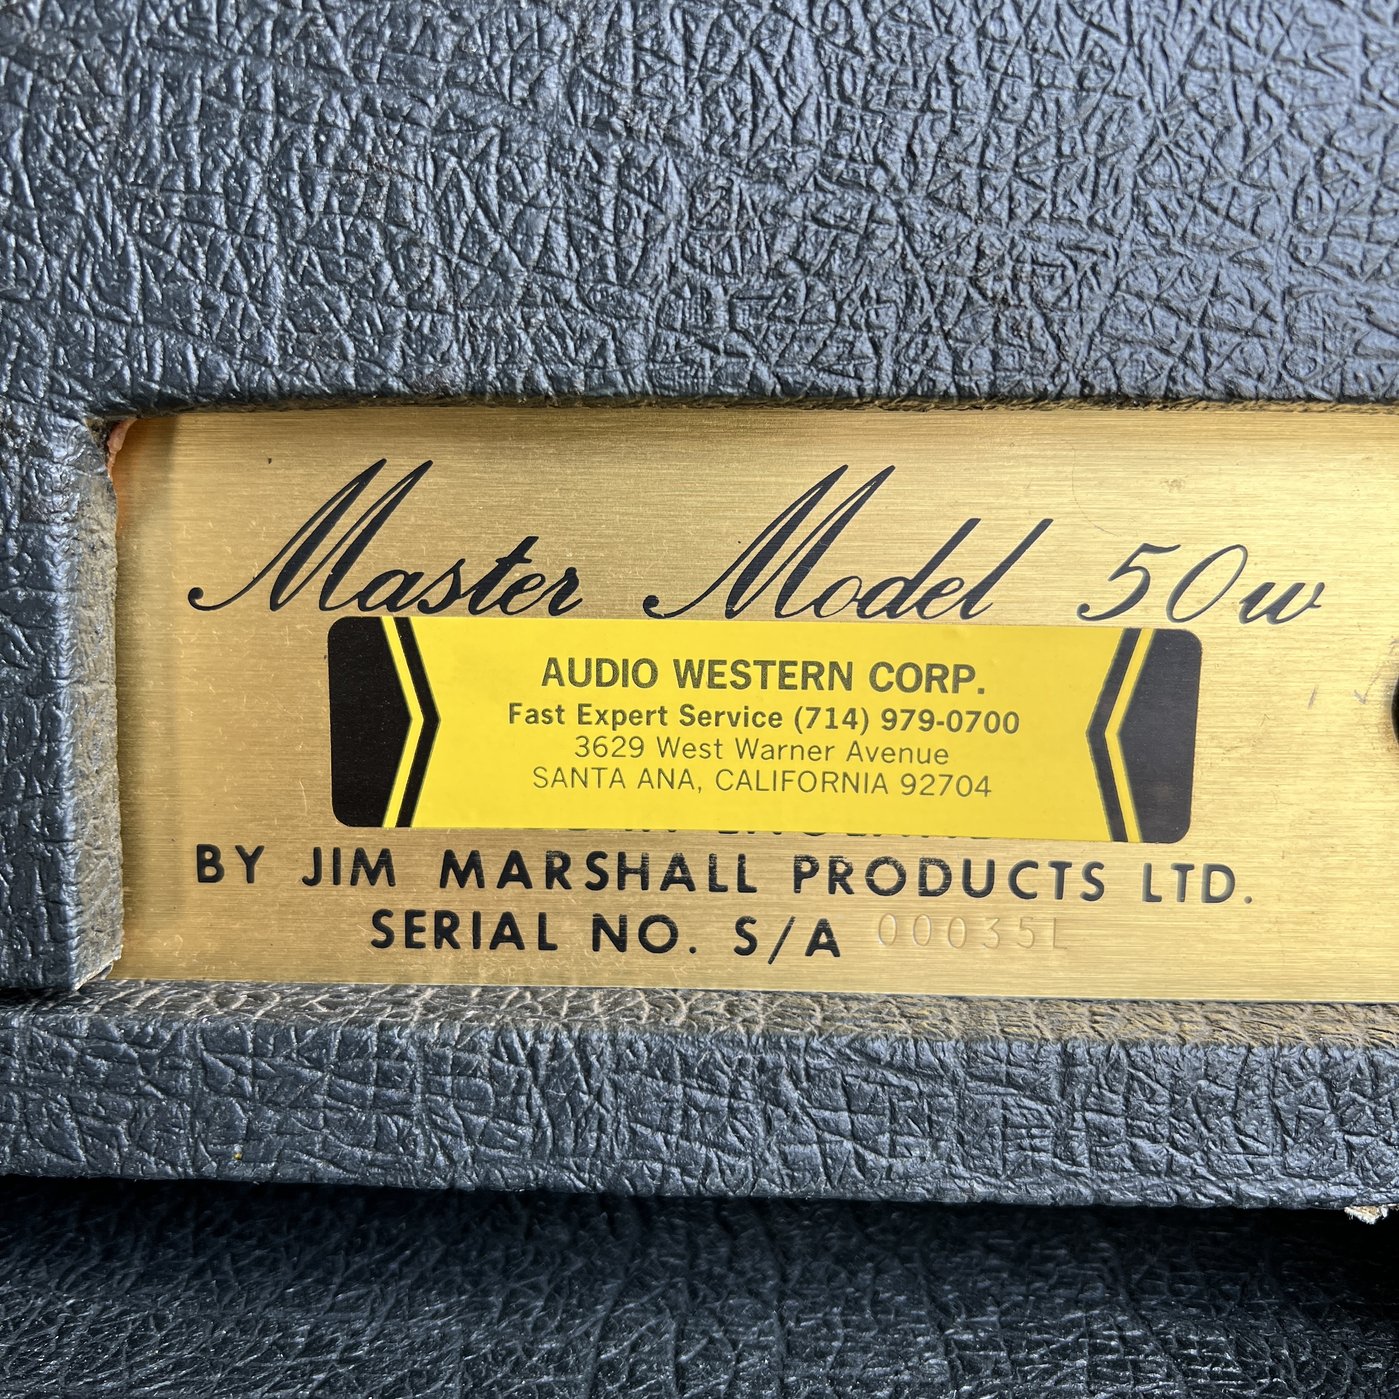 Master Model 50w
AUDIO WESTERN CORP.
Fast Expert Service (714) 979-0700
3629 West Warner Avenue
SANTA ANA, CALIFORNIA 92704
BY JIM MARSHALL PRODUCTS LTD.
SERIAL NO. S/A 00035L